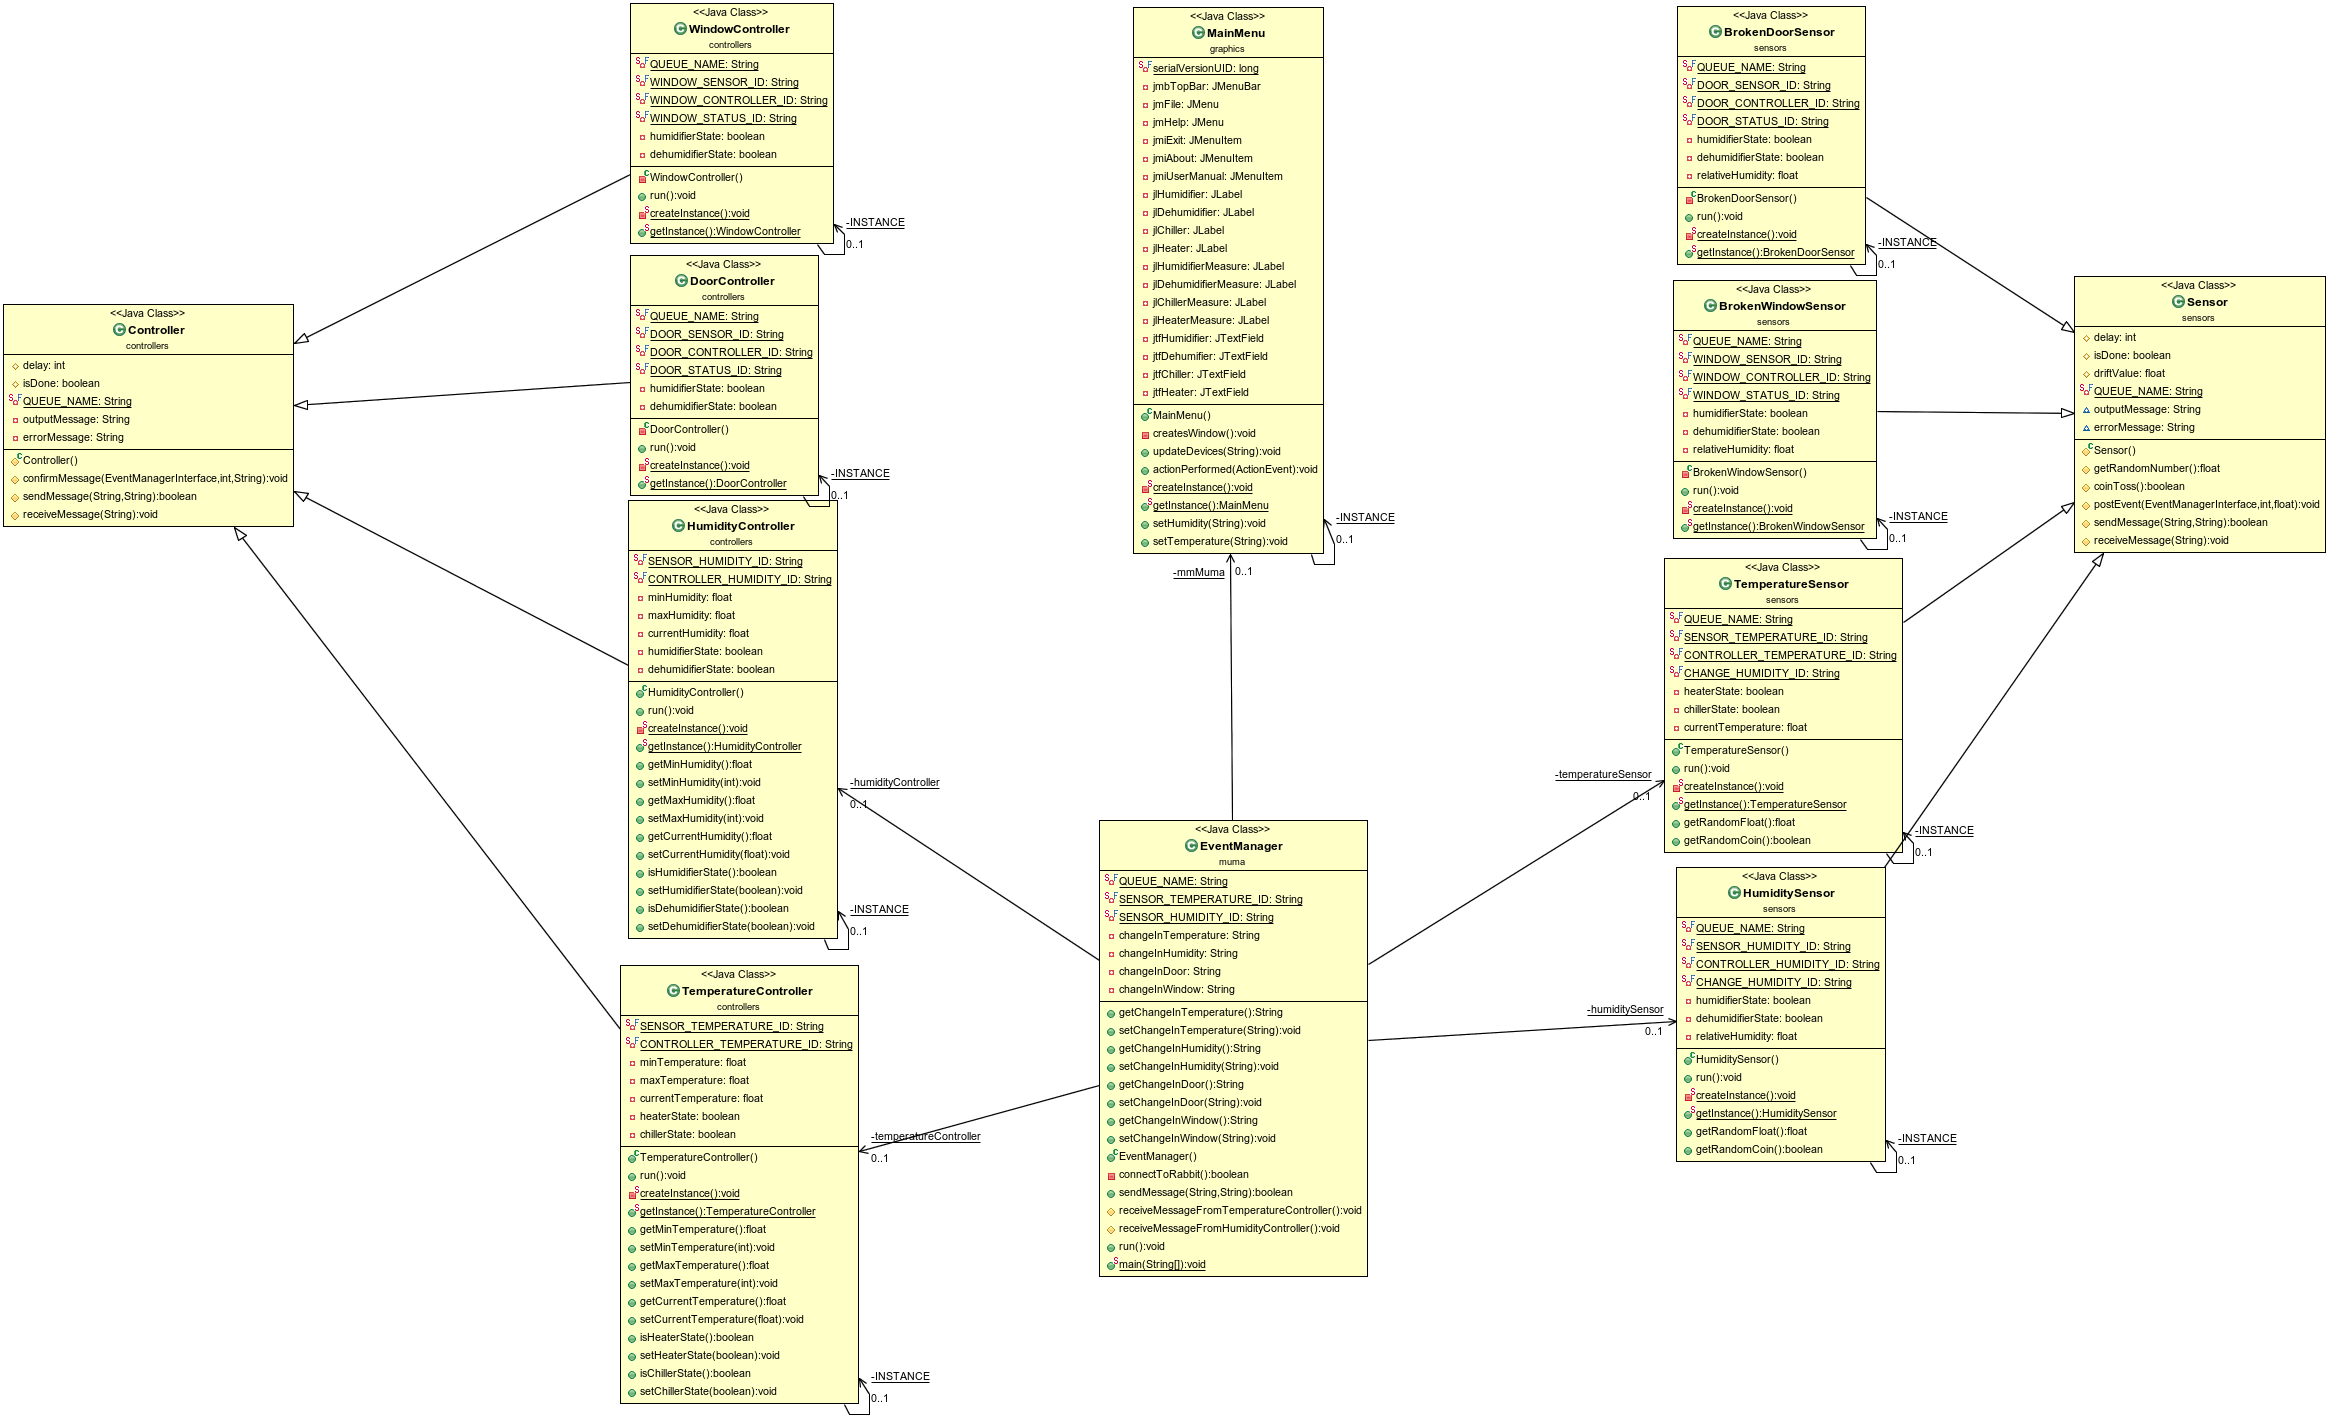 <<Java Class>>
WindowController
controllers
QUEUE_NAME: String
WINDOW_SENSOR_ID: String
WINDOW_CONTROLLER_ID: String
WINDOW_STATUS_ID: String
humidifierState: boolean
dehumidifierState: boolean
WindowController()
run():void
createInstance():void
getInstance():WindowController
-INSTANCE
0..1
<<Java Class>>
DoorController
controllers
QUEUE_NAME: String
DOOR_SENSOR_ID: String
DOOR_CONTROLLER_ID: String
DOOR_STATUS_ID: String
humidifierState: boolean
dehumidifierState: boolean
DoorController()
run():void
createInstance():void
getInstance():DoorController
-INSTANCE
0..1
<<Java Class>>
Controller
controllers
delay: int
isDone: boolean
QUEUE_NAME: String
outputMessage: String
errorMessage: String
Controller()
confirmMessage(EventManagerInterface,int,String):void
sendMessage(String,String):boolean
receiveMessage(String):void
<<Java Class>>
HumidityController
controllers
SENSOR_HUMIDITY_ID: String
CONTROLLER_HUMIDITY_ID: String
minHumidity: float
maxHumidity: float
currentHumidity: float
humidifierState: boolean
dehumidifierState: boolean
HumidityController()
run():void
createInstance():void
getInstance():HumidityController
getMinHumidity():float
setMinHumidity(int):void
getMaxHumidity():float
setMaxHumidity(int):void
getCurrentHumidity():float
setCurrentHumidity(float):void
isHumidifierState():boolean
setHumidifierState(boolean):void
isDehumidifierState():boolean
setDehumidifierState(boolean):void
-humidityController
0..1
-INSTANCE
0..1
<<Java Class>>
TemperatureController
controllers
SENSOR_TEMPERATURE_ID: String
CONTROLLER_TEMPERATURE_ID: String
minTemperature: float
maxTemperature: float
currentTemperature: float
heaterState: boolean
chillerState: boolean
TemperatureController()
run():void
createInstance():void
getInstance():TemperatureController
getMinTemperature():float
setMinTemperature(int):void
getMaxTemperature():float
setMaxTemperature(int):void
getCurrentTemperature():float
setCurrentTemperature(float):void
isHeaterState():boolean
setHeaterState(boolean):void
isChillerState():boolean
setChillerState(boolean):void
-temperatureController
0..1
-INSTANCE
0..1
<<Java Class>>
MainMenu
graphics
serialVersionUID: long
jmbTopBar: JMenuBar
jmFile: JMenu
jmHelp: JMenu
jmiExit: JMenuItem
jmiAbout: JMenuItem
jmiUserManual: JMenuItem
jlHumidifier: JLabel
jlDehumidifier: JLabel
jlChiller: JLabel
jlHeater: JLabel
jlHumidifierMeasure: JLabel
jlDehumidifierMeasure: JLabel
jlChillerMeasure: JLabel
jlHeaterMeasure: JLabel
jtfHumidifier: JTextField
jtfDehumifier: JTextField
jtfChiller: JTextField
jtfHeater: JTextField
MainMenu()
createsWindow():void
updateDevices(String):void
actionPerformed(ActionEvent):void
createInstance():void
getInstance():MainMenu
setHumidity(String):void
setTemperature(String):void
-INSTANCE
0..1
-mmMuma
0..1
<<Java Class>>
EventManager
muma
QUEUE_NAME: String
SENSOR_TEMPERATURE_ID: String
SENSOR_HUMIDITY_ID: String
changeInTemperature: String
changeInHumidity: String
changeInDoor: String
changeInWindow: String
getChangeInTemperature():String
setChangeInTemperature(String):void
getChangeInHumidity():String
setChangeInHumidity(String):void
getChangeInDoor():String
setChangeInDoor(String):void
getChangeInWindow():String
setChangeInWindow(String):void
EventManager()
connectToRabbit():boolean
sendMessage(String,String):boolean
receiveMessageFromTemperatureController():void
receiveMessageFromHumidityController():void
run():void
main(String[]):void
<<Java Class>>
BrokenDoorSensor
sensors
QUEUE_NAME: String
DOOR_SENSOR_ID: String
DOOR_CONTROLLER_ID: String
DOOR_STATUS_ID: String
humidifierState: boolean
dehumidifierState: boolean
relativeHumidity: float
BrokenDoorSensor()
run():void
createInstance():void
getInstance():BrokenDoorSensor
-INSTANCE
0..1
<<Java Class>>
BrokenWindowSensor
sensors
QUEUE_NAME: String
WINDOW_SENSOR_ID: String
WINDOW_CONTROLLER_ID: String
WINDOW_STATUS_ID: String
humidifierState: boolean
dehumidifierState: boolean
relativeHumidity: float
BrokenWindowSensor()
run():void
createInstance():void
getInstance():BrokenWindowSensor
-INSTANCE
0..1
<<Java Class>>
Sensor
sensors
delay: int
isDone: boolean
driftValue: float
QUEUE_NAME: String
outputMessage: String
errorMessage: String
Sensor()
getRandomNumber():float
coinToss():boolean
postEvent(EventManagerInterface,int,float):void
sendMessage(String,String):boolean
receiveMessage(String):void
<<Java Class>>
TemperatureSensor
sensors
QUEUE_NAME: String
SENSOR_TEMPERATURE_ID: String
CONTROLLER_TEMPERATURE_ID: String
CHANGE_HUMIDITY_ID: String
heaterState: boolean
chillerState: boolean
currentTemperature: float
TemperatureSensor()
run():void
createInstance():void
getInstance():TemperatureSensor
getRandomFloat():float
getRandomCoin():boolean
-temperatureSensor
0..1
-INSTANCE
0..1
<<Java Class>>
HumiditySensor
sensors
QUEUE_NAME: String
SENSOR_HUMIDITY_ID: String
CONTROLLER_HUMIDITY_ID: String
CHANGE_HUMIDITY_ID: String
humidifierState: boolean
dehumidifierState: boolean
relativeHumidity: float
HumiditySensor()
run():void
createInstance():void
getInstance():HumiditySensor
getRandomFloat():float
getRandomCoin():boolean
-humiditySensor
0..1
-INSTANCE
0..1